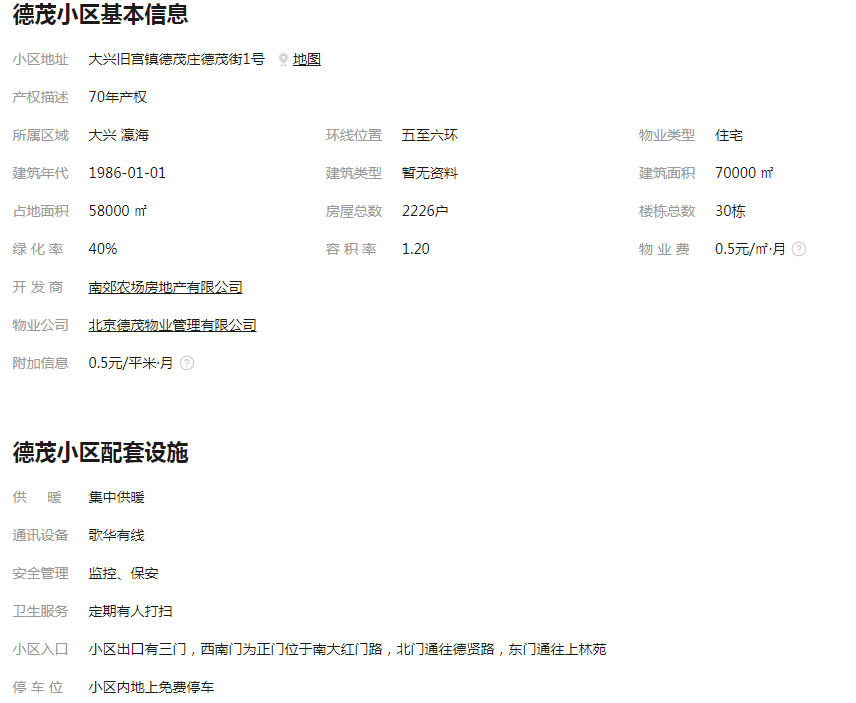 德茂小区基本信息
小区地址 大兴旧宫镇德茂庄德茂街1号 地图
产权描述 70年产权
所属区域 大兴 瀛海 环线位置 五至六环 物业类型 住宅
建筑年代 1986-01-01 建筑类型 暂无资料 建筑面积 70000 ㎡
占地面积 58000 ㎡ 房屋总数 2226户 楼栋总数 30栋
绿 化 率 40% 容 积 率 1.20 物 业 费 0.5元/㎡·月 ?
开 发 商 南郊农场房地产有限公司
物业公司 北京德茂物业管理有限公司
附加信息 0.5元/平米·月 ?
德茂小区配套设施
供 暖 集中供暖
通讯设备 歌华有线
安全管理 监控、保安
卫生服务 定期有人打扫
小区入口 小区出口有三门，西南门为正门位于南大红门路，北门通往德贤路，东门通往上林苑
停 车 位 小区内地上免费停车